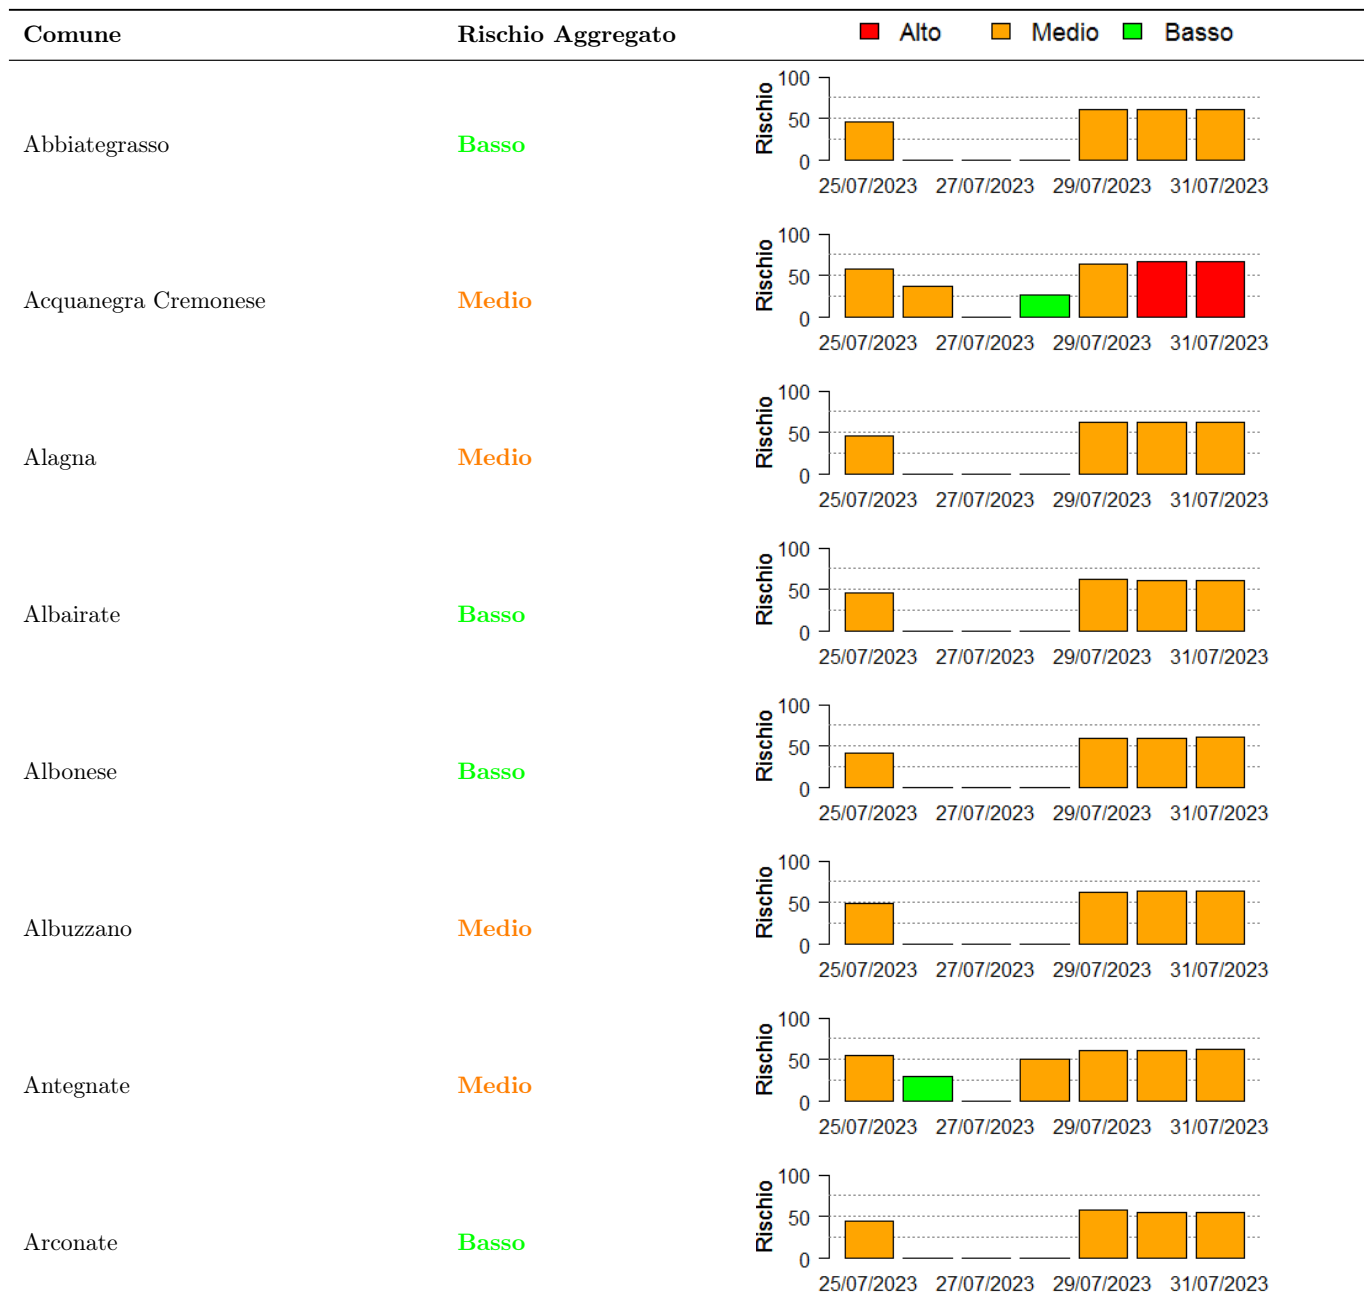 Comune Rischio Aggregato Alto Medio Basso
Rischio
100
50
0
Abbiategrasso Basso
25/07/2023 27/07/2023 29/07/2023 31/07/2023
Rischio
100
50
0
Acquanegra Cremonese Medio
25/07/2023 27/07/2023 29/07/2023 31/07/2023
Rischio
100
50
0
Alagna Medio
25/07/2023 27/07/2023 29/07/2023 31/07/2023
Rischio
100
50
0
Albairate Basso
25/07/2023 27/07/2023 29/07/2023 31/07/2023
Rischio
100
50
0
Albonese Basso
25/07/2023 27/07/2023 29/07/2023 31/07/2023
Rischio
100
50
0
Albuzzano Medio
25/07/2023 27/07/2023 29/07/2023 31/07/2023
Rischio
100
50
0
Antegnate Medio
25/07/2023 27/07/2023 29/07/2023 31/07/2023
Rischio
100
50
0
Arconate Basso
25/07/2023 27/07/2023 29/07/2023 31/07/2023